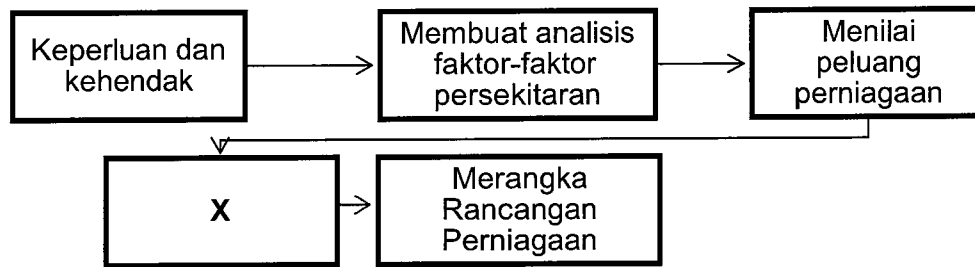 Keperluan dan
kehendak
Membuat analisis
faktor-faktor
persekitaran
Menilai
peluang
perniagaan
X
Merangka
Rancangan
Perniagaan